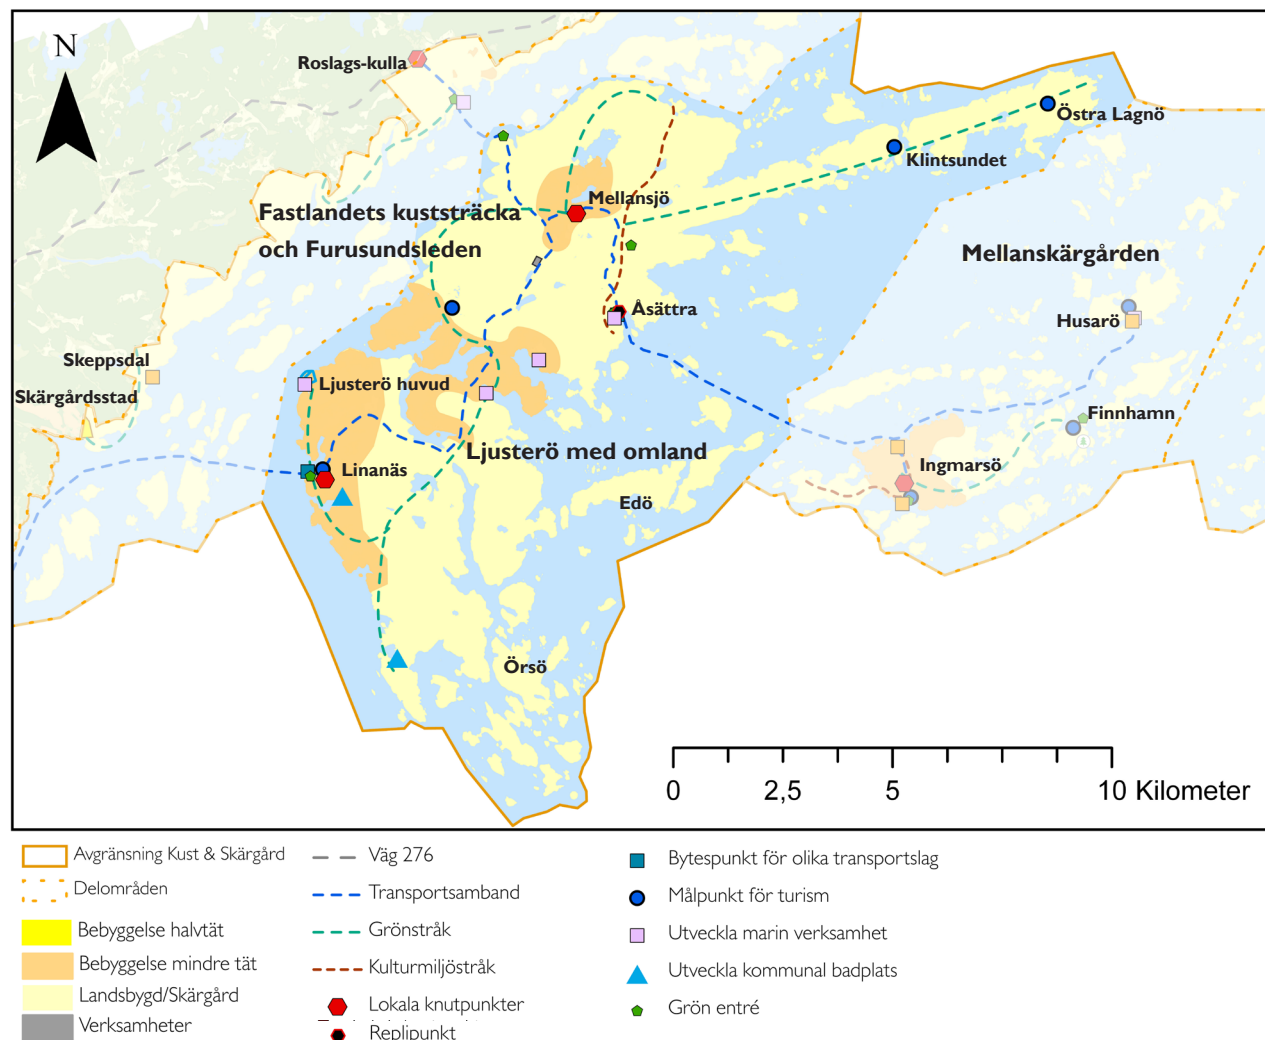 N
Roslags-kulla
Östra Lagnö
Klintsundet
Mellansjö
Fastlandets kuststräcka
och Furusundsleden
Mellanskärgården
Åsättra
Husarö
Skeppsdal
Skärgårdsstad
Ljusterö huvud
Finnhamn
Ljusterö med omland
Linanäs
Ingmarsö
Edö
Örsö
0 2,5 5 10 Kilometer
Avgränsning Kust & Skärgård
Delområden
Bebyggelse halvtät
Bebyggelse mindre tät
Landsbygd/Skärgård
Verksamheter
Väg 276
Transportsamband
Grönstråk
Kulturmiljöstråk
Lokala knutpunkter
Replipunkt
Bytespunkt för olika transportslag
Målpunkt för turism
Utveckla marin verksamhet
Utveckla kommunal badplats
Grön entré